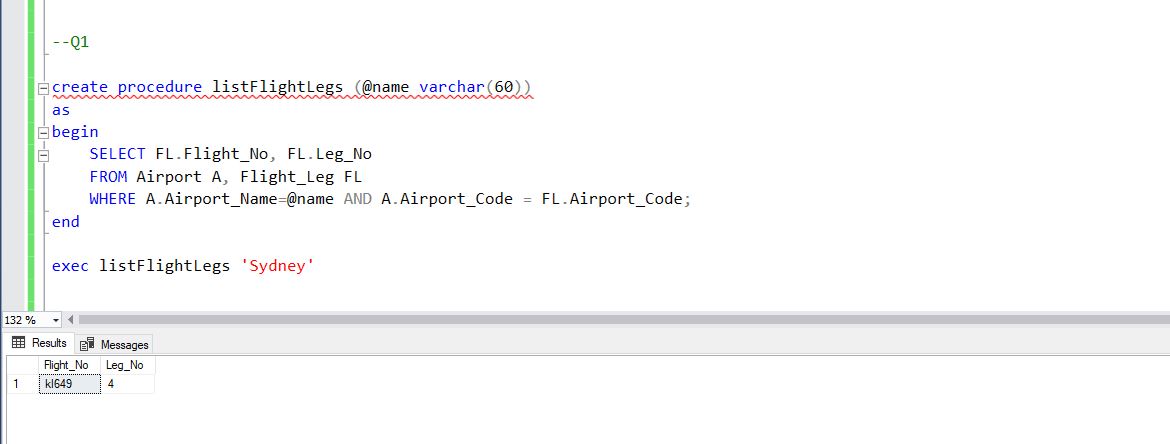 --Q1
create procedure listFlightLegs (@name varchar(60))
as
begin
SELECT FL.Flight_No, FL.Leg_No
FROM Airport A, Flight_Leg FL
WHERE A.Airport_Name=@name AND A.Airport_Code = FL.Airport_Code;
end
exec listFlightLegs 'Sydney'
132 %
Results Messages
Flight_No Leg_No
1 kl649 4